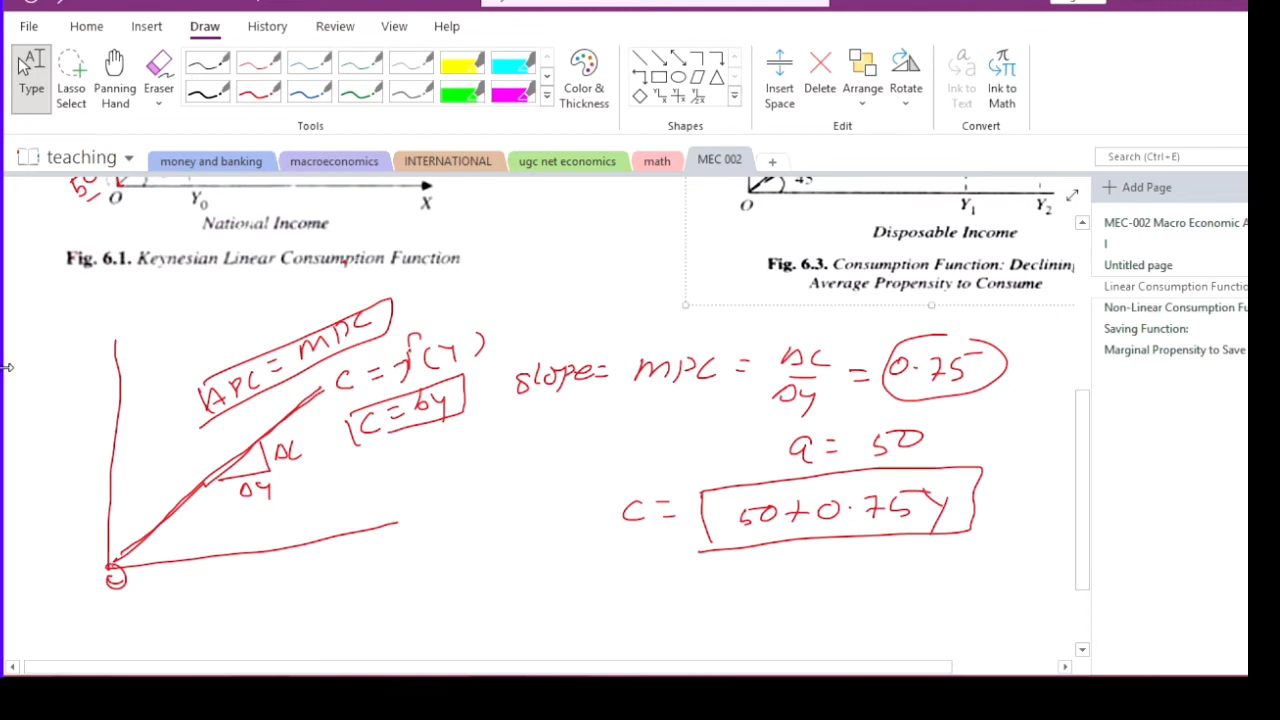 File Home Insert Draw History Review View Help
Type
Lasso Select
Panning Hand
Eraser
Color & Thickness
Insert Space
Delete
Arrange
Rotate
Ink to Text
Ink to Math
Tools Shapes Edit Convert
teaching money and banking macroeconomics INTERNATIONAL ugc net economics math MEC 002 +
Search (Ctrl+E)
Add Page
MEC-002 Macro Economic A
I
Untitled page
Linear Consumption Functio
Non-Linear Consumption Fu
Saving Function:
Marginal Propensity to Save
50
O Y0 X
National Income
Fig. 6.1. Keynesian Linear Consumption Function
45
O Y1 Y2
Disposable Income
Fig. 6.3. Consumption Function: Declining
Average Propensity to Consume
APC = MPC
C = f(Y)
C = bY
ΔC
ΔY
slope = MPC = ΔC/ΔY = 0.75
a = 50
C = 50 + 0.75Y